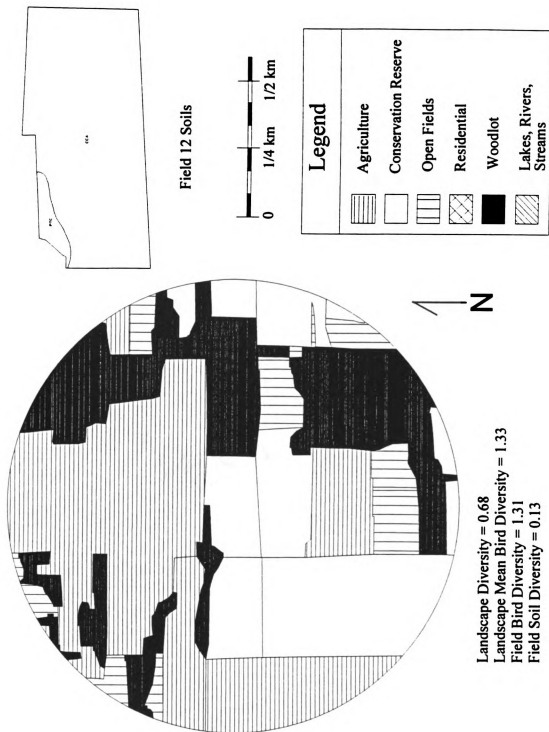 Field 12 Soils
0
1/4 km
1/2 km
Legend
Agriculture
Conservation Reserve
Open Fields
Residential
Woodlot
Lakes, Rivers,
Streams
N
Landscape Diversity = 0.68
Landscape Mean Bird Diversity = 1.33
Field Bird Diversity = 1.31
Field Soil Diversity = 0.13